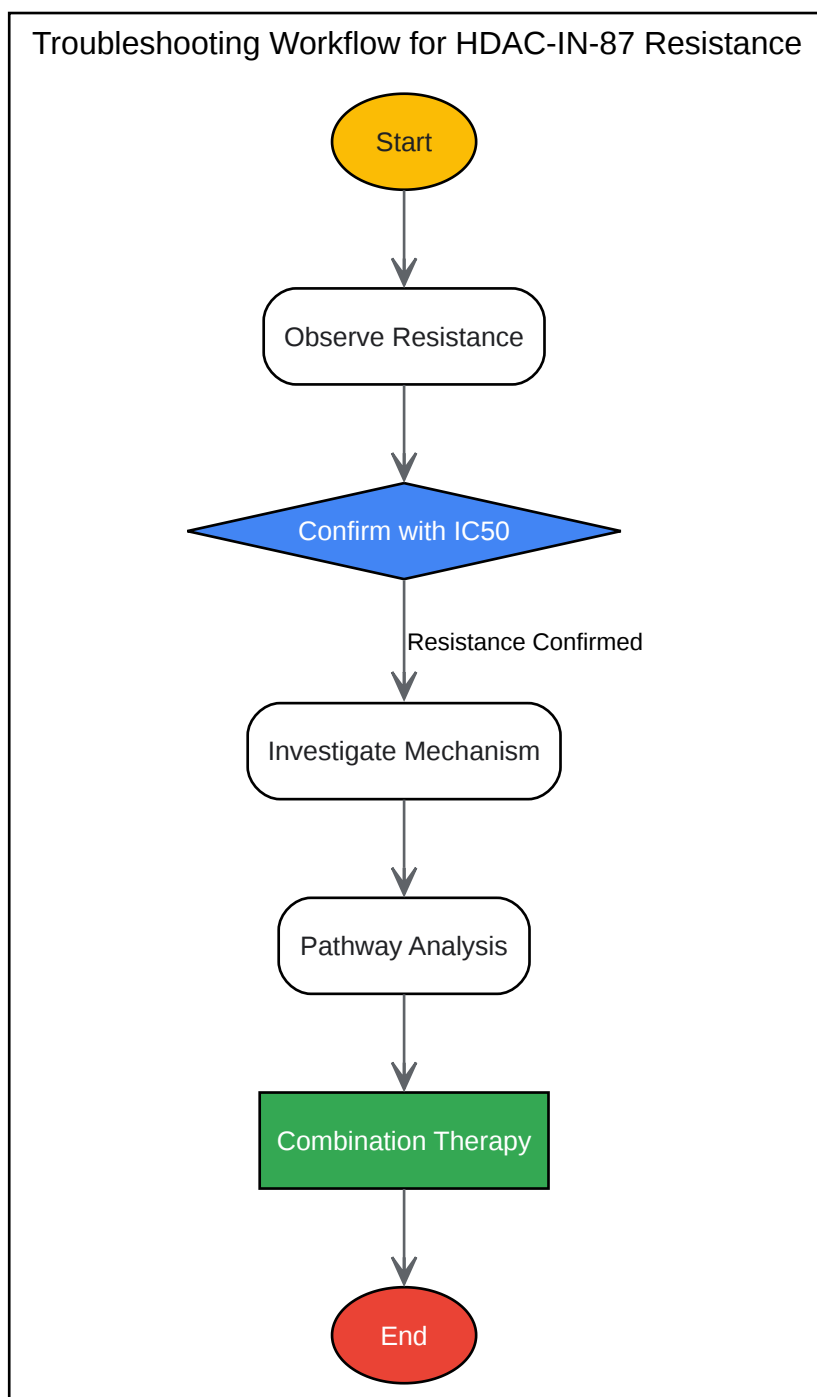 Troubleshooting Workflow for HDAC-IN-87 Resistance
Start
Observe Resistance
Confirm with IC50
Resistance Confirmed
Investigate Mechanism
Pathway Analysis
Combination Therapy
End